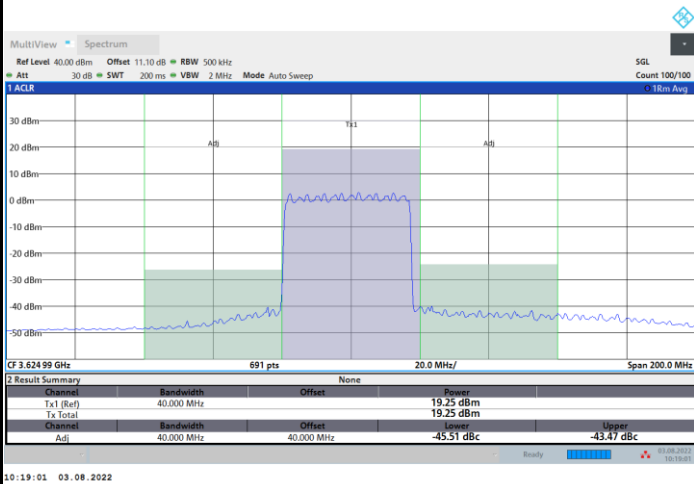 MultiView Spectrum
Ref Level 40.00 dBm Offset 11.10 dB RBW 500 kHz SGL
Att 30 dB SWT 200 ms VBW 2 MHz Mode Auto Sweep Count 100/100
1 ACLR 1Rm Avg
30 dBm
Tx1
20 dBm
Adj Adj
10 dBm
0 dBm
-10 dBm
-20 dBm
-30 dBm
-40 dBm
-50 dBm
CF 3.624 99 GHz 691 pts 20.0 MHz/ Span 200.0 MHz
2 Result Summary None
Channel Bandwidth Offset Power
Tx1 (Ref) 40.000 MHz 19.25 dBm
Tx Total 19.25 dBm
Channel Bandwidth Offset Lower Upper
Adj 40.000 MHz 40.000 MHz -45.51 dBc -43.47 dBc
Ready 03.08.2022
10:19:01
10:19:01 03.08.2022